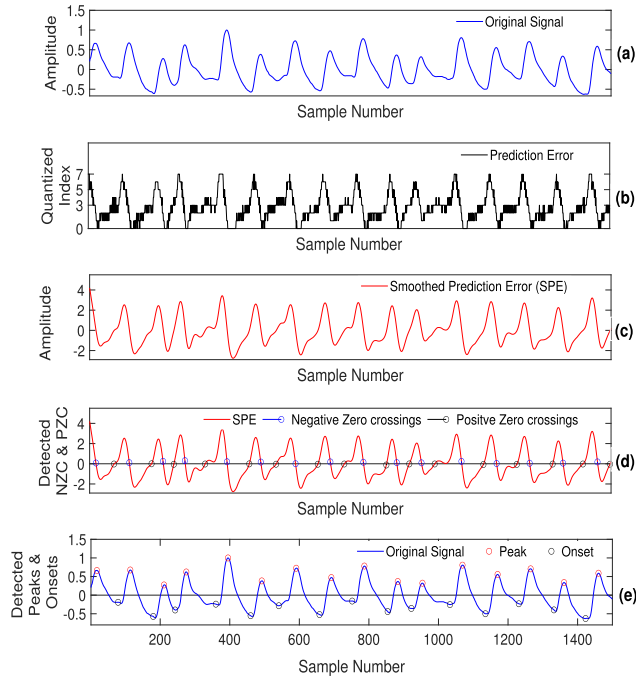 1.5
1
0.5
0
-0.5
Amplitude
Original Signal
(a)
Sample Number
7
5
3
0
Quantized
Index
Prediction Error
(b)
Sample Number
4
2
0
-2
Amplitude
Smoothed Prediction Error (SPE)
(c)
Sample Number
4
2
0
-2
Detected
NZC & PZC
SPE
Negative Zero crossings
Positve Zero crossings
(d)
Sample Number
1.5
1
0.5
0
-0.5
Detected
Peaks &
Onsets
Original Signal
Peak
Onset
(e)
200 400 600 800 1000 1200 1400
Sample Number